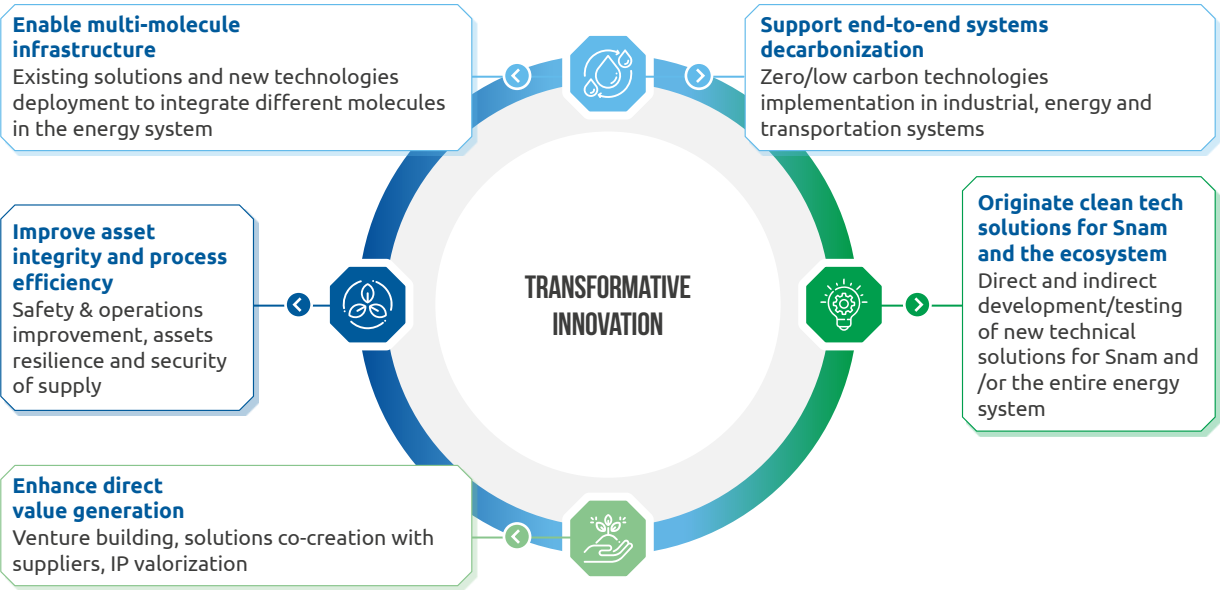 Enable multi-molecule
infrastructure
Existing solutions and new technologies
deployment to integrate different molecules
in the energy system
Support end-to-end systems
decarbonization
Zero/low carbon technologies
implementation in industrial, energy and
transportation systems
Improve asset
integrity and process
efficiency
Safety & operations
improvement, assets
resilience and security
of supply
TRANSFORMATIVE
INNOVATION
Originate clean tech
solutions for Snam
and the ecosystem
Direct and indirect
development/testing
of new technical
solutions for Snam and
/or the entire energy
system
Enhance direct
value generation
Venture building, solutions co-creation with
suppliers, IP valorization